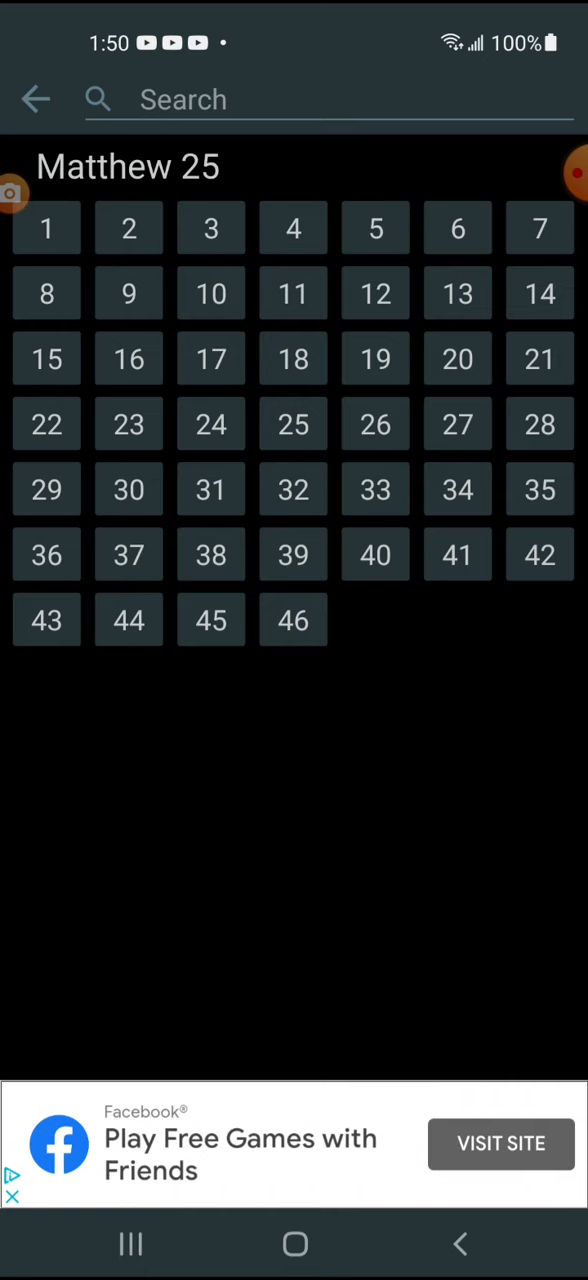 1:50 100%
Search
Matthew 25
1 2 3 4 5 6 7
8 9 10 11 12 13 14
15 16 17 18 19 20 21
22 23 24 25 26 27 28
29 30 31 32 33 34 35
36 37 38 39 40 41 42
43 44 45 46
Facebook®
Play Free Games with
Friends
VISIT SITE